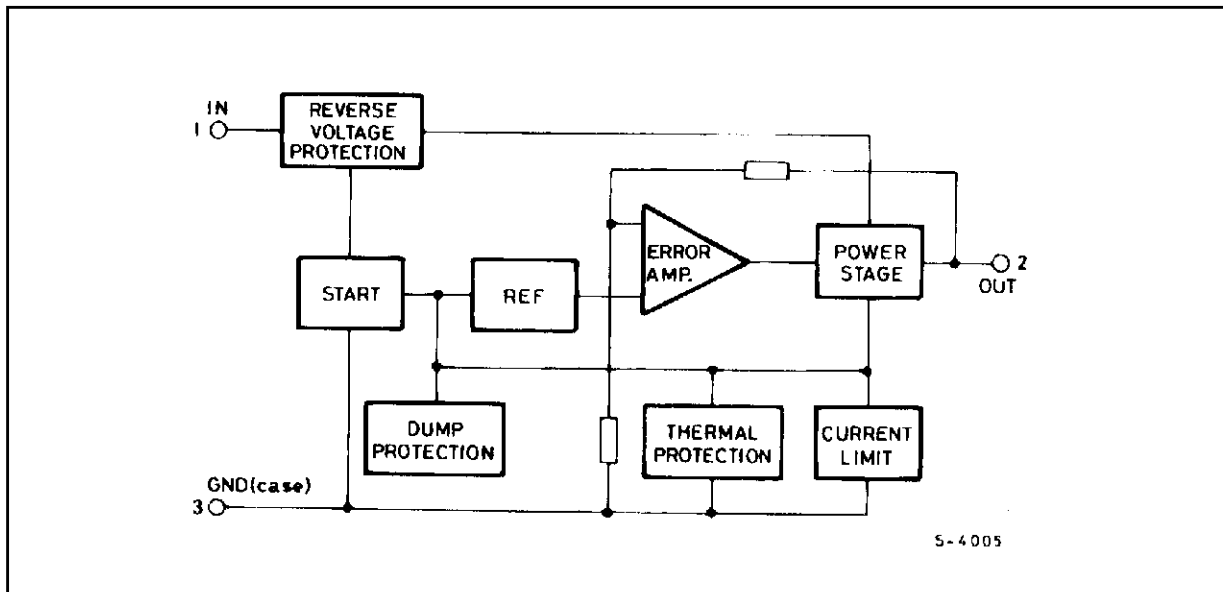 IN
1
REVERSE
VOLTAGE
PROTECTION
ERROR
AMP.
POWER
STAGE
2
OUT
START
REF
DUMP
PROTECTION
THERMAL
PROTECTION
CURRENT
LIMIT
GND(case)
3
S-4005